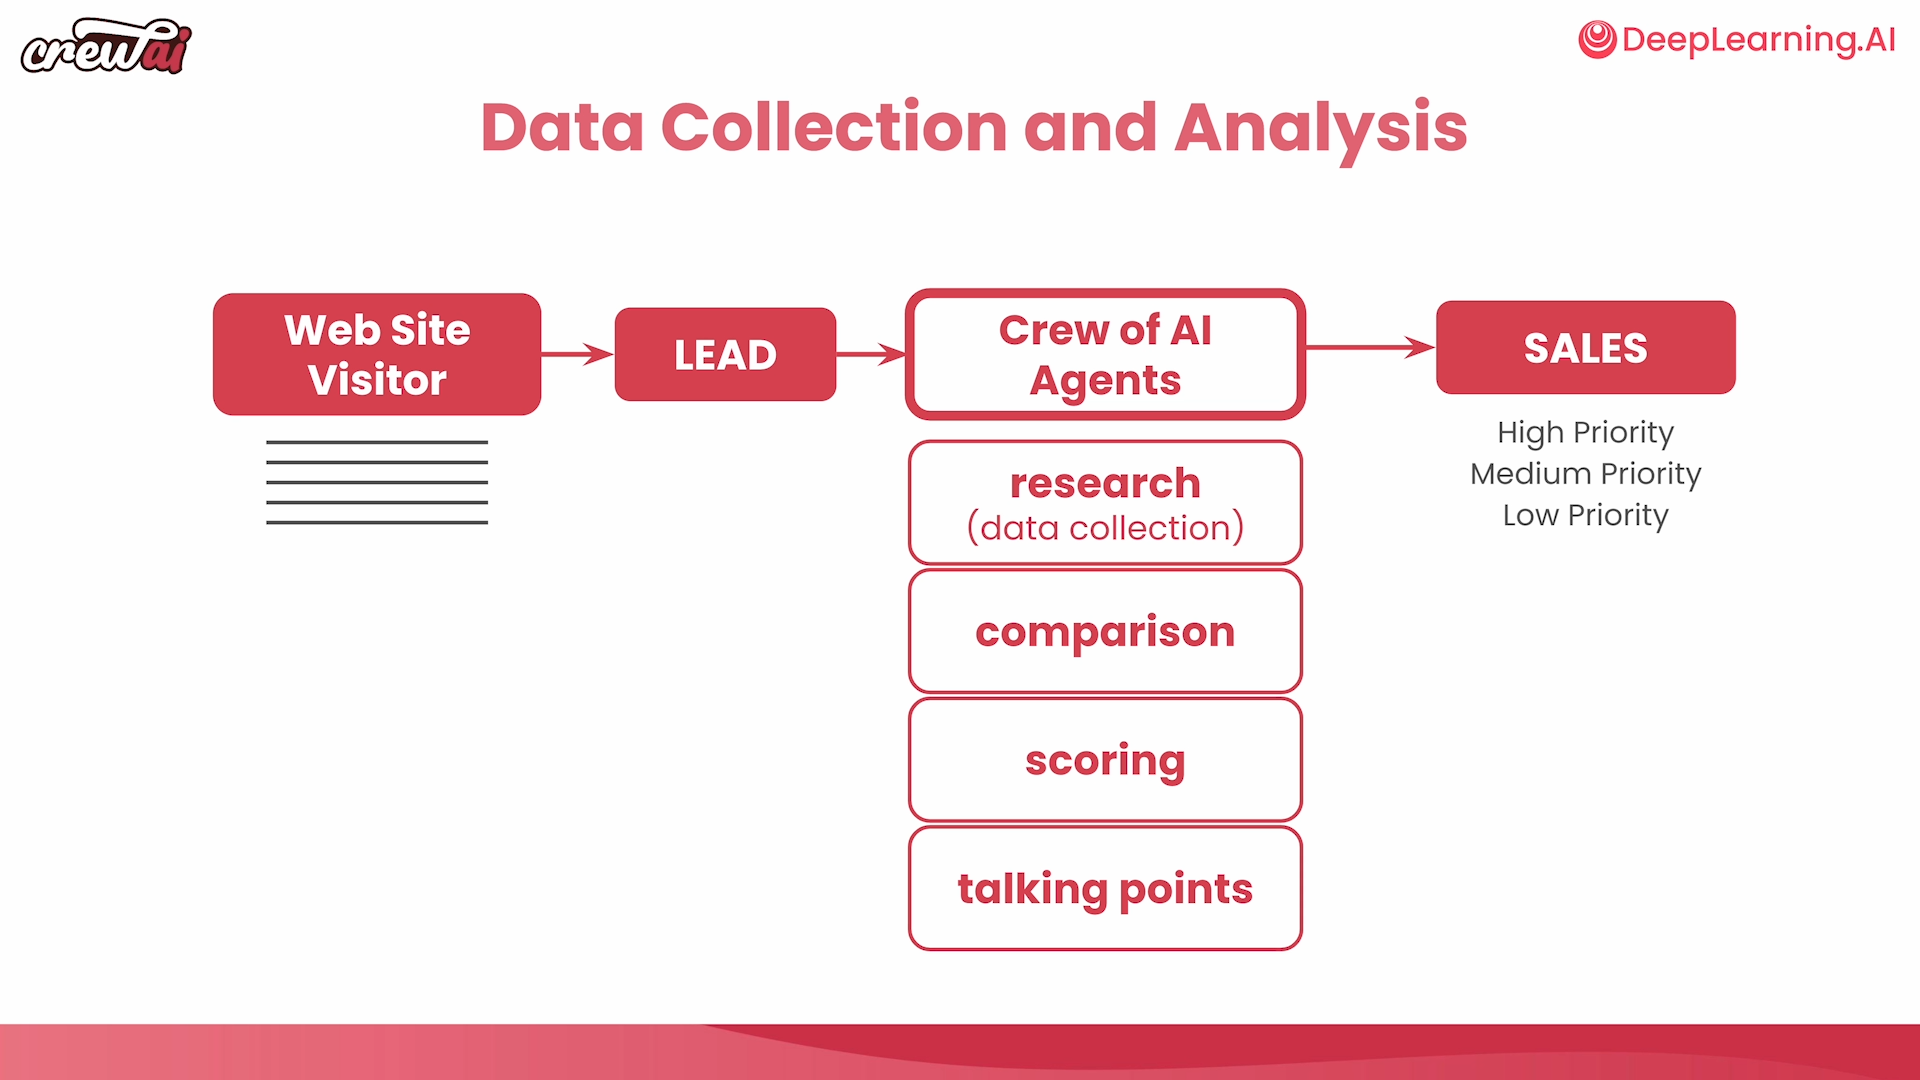 crewai
DeepLearning.AI
Data Collection and Analysis
Web Site
Visitor
LEAD
Crew of AI
Agents
SALES
High Priority
Medium Priority
Low Priority
research
(data collection)
comparison
scoring
talking points